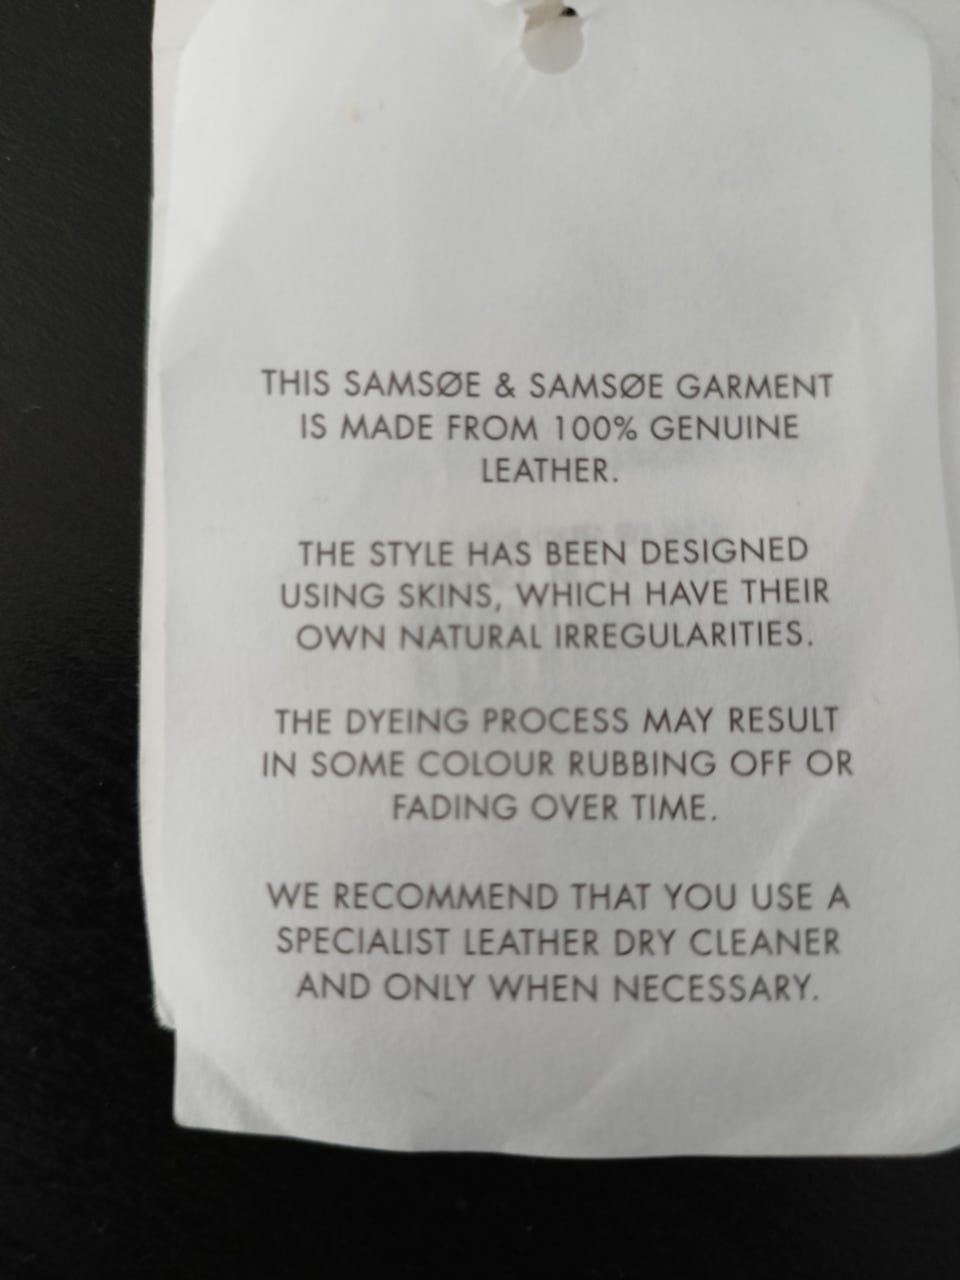 THIS SAMSØE & SAMSØE GARMENT
IS MADE FROM 100% GENUINE
LEATHER.
THE STYLE HAS BEEN DESIGNED
USING SKINS, WHICH HAVE THEIR
OWN NATURAL IRREGULARITIES.
THE DYEING PROCESS MAY RESULT
IN SOME COLOUR RUBBING OFF OR
FADING OVER TIME.
WE RECOMMEND THAT YOU USE A
SPECIALIST LEATHER DRY CLEANER
AND ONLY WHEN NECESSARY.